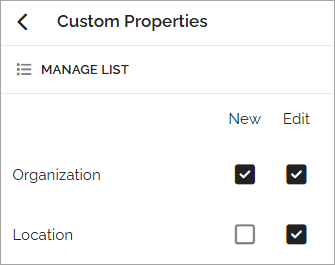 Custom Properties
MANAGE LIST
New Edit
Organization
Location